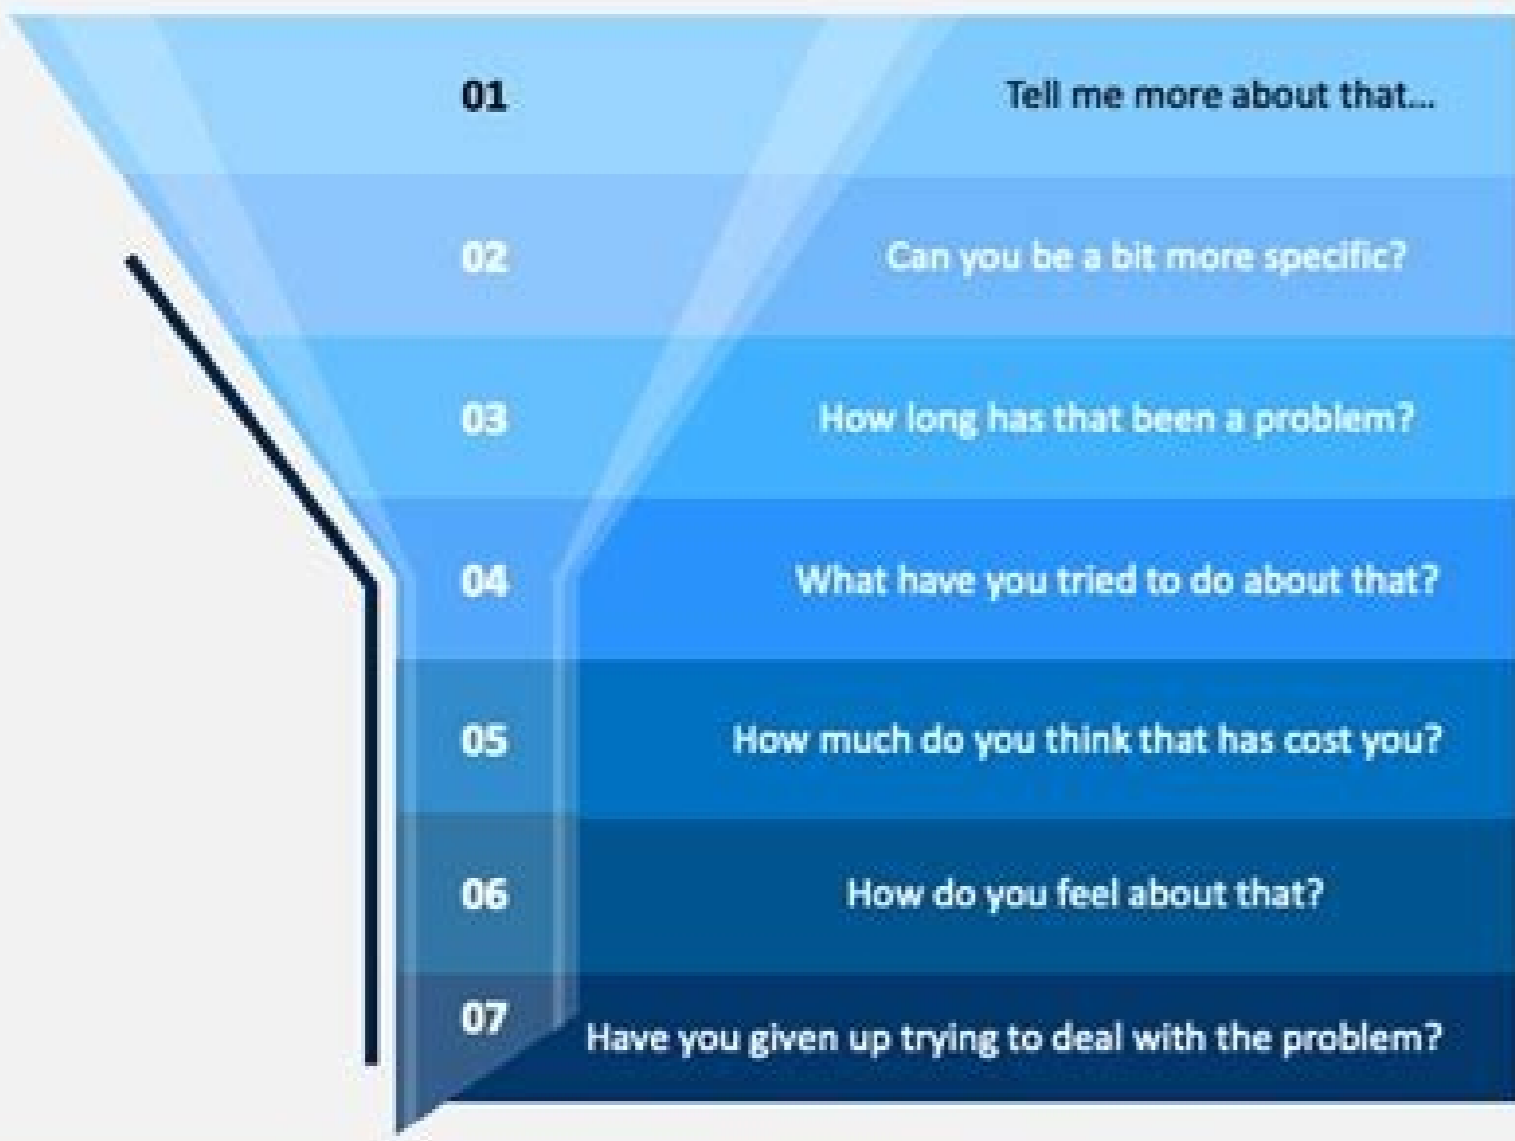 01 Tell me more about that...
02 Can you be a bit more specific?
03 How long has that been a problem?
04 What have you tried to do about that?
05 How much do you think that has cost you?
06 How do you feel about that?
07 Have you given up trying to deal with the problem?